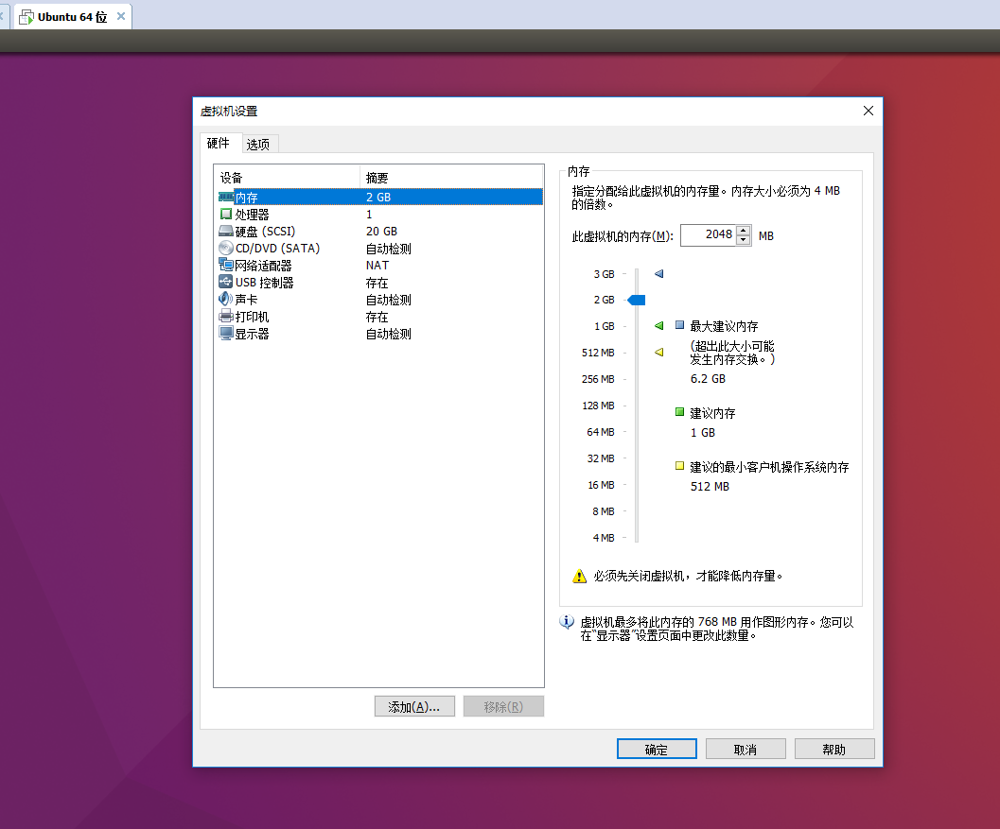 Ubuntu 64 位
虚拟机设置
硬件
选项
设备
摘要
内存
2 GB
处理器
1
硬盘 (SCSI)
20 GB
CD/DVD (SATA)
自动检测
网络适配器
NAT
USB 控制器
存在
声卡
自动检测
打印机
存在
显示器
自动检测
添加(A)...
移除(R)
内存
指定分配给此虚拟机的内存量。内存大小必须为 4 MB
的倍数。
此虚拟机的内存(M):
2048
MB
3 GB
2 GB
1 GB
512 MB
256 MB
128 MB
64 MB
32 MB
16 MB
8 MB
4 MB
最大建议内存
(超出此大小可能
发生内存交换。)
6.2 GB
建议内存
1 GB
建议的最小客户机操作系统内存
512 MB
必须先关闭虚拟机，才能降低内存量。
虚拟机最多将此内存的 768 MB 用作图形内存。您可以
在"显示器"设置页面中更改此数量。
确定
取消
帮助